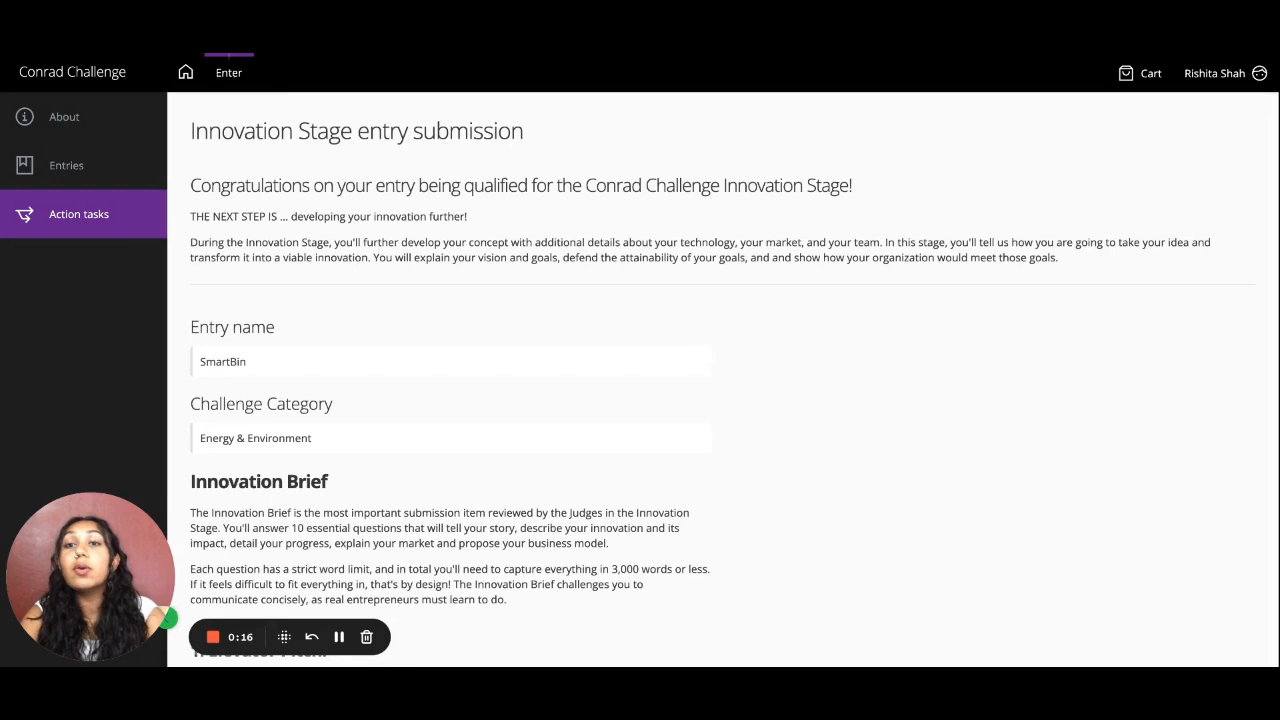 Conrad Challenge
Enter
Cart
Rishita Shah
About
Entries
Action tasks
Innovation Stage entry submission
Congratulations on your entry being qualified for the Conrad Challenge Innovation Stage!
THE NEXT STEP IS ... developing your innovation further!
During the Innovation Stage, you'll further develop your concept with additional details about your technology, your market, and your team. In this stage, you'll tell us how you are going to take your idea and
transform it into a viable innovation. You will explain your vision and goals, defend the attainability of your goals, and and show how your organization would meet those goals.
Entry name
SmartBin
Challenge Category
Energy & Environment
Innovation Brief
The Innovation Brief is the most important submission item reviewed by the Judges in the Innovation
Stage. You'll answer 10 essential questions that will tell your story, describe your innovation and its
impact, detail your progress, explain your market and propose your business model.
Each question has a strict word limit, and in total you'll need to capture everything in 3,000 words or less.
If it feels difficult to fit everything in, that's by design! The Innovation Brief challenges you to
communicate concisely, as real entrepreneurs must learn to do.
0:16